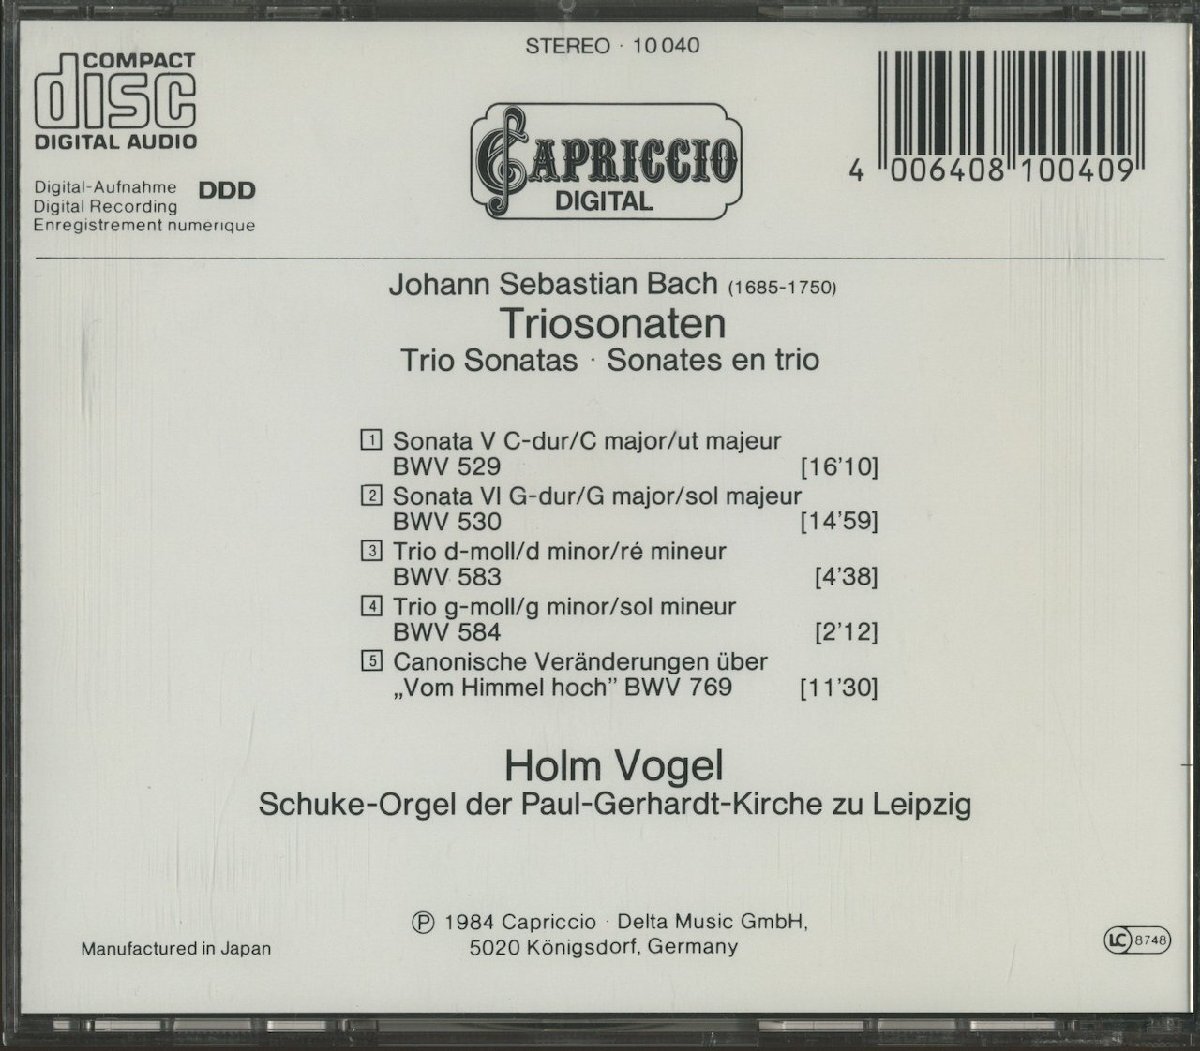 COMPACT
disc
DIGITAL AUDIO
STEREO · 10 040
CAPRICCIO
DIGITAL
4 006408 100409
Digital-Aufnahme DDD
Digital Recording
Enregistrement numerique
Johann Sebastian Bach (1685-1750)
Triosonaten
Trio Sonatas · Sonates en trio
1 Sonata V C-dur/C major/ut majeur
BWV 529 [16'10]
2 Sonata VI G-dur/G major/sol majeur
BWV 530 [14'59]
3 Trio d-moll/d minor/ré mineur
BWV 583 [4'38]
4 Trio g-moll/g minor/sol mineur
BWV 584 [2'12]
5 Canonische Veränderungen über
„Vom Himmel hoch” BWV 769 [11'30]
Holm Vogel
Schuke-Orgel der Paul-Gerhardt-Kirche zu Leipzig
Ⓟ 1984 Capriccio · Delta Music GmbH,
5020 Königsdorf, Germany
Manufactured in Japan
LC 8748